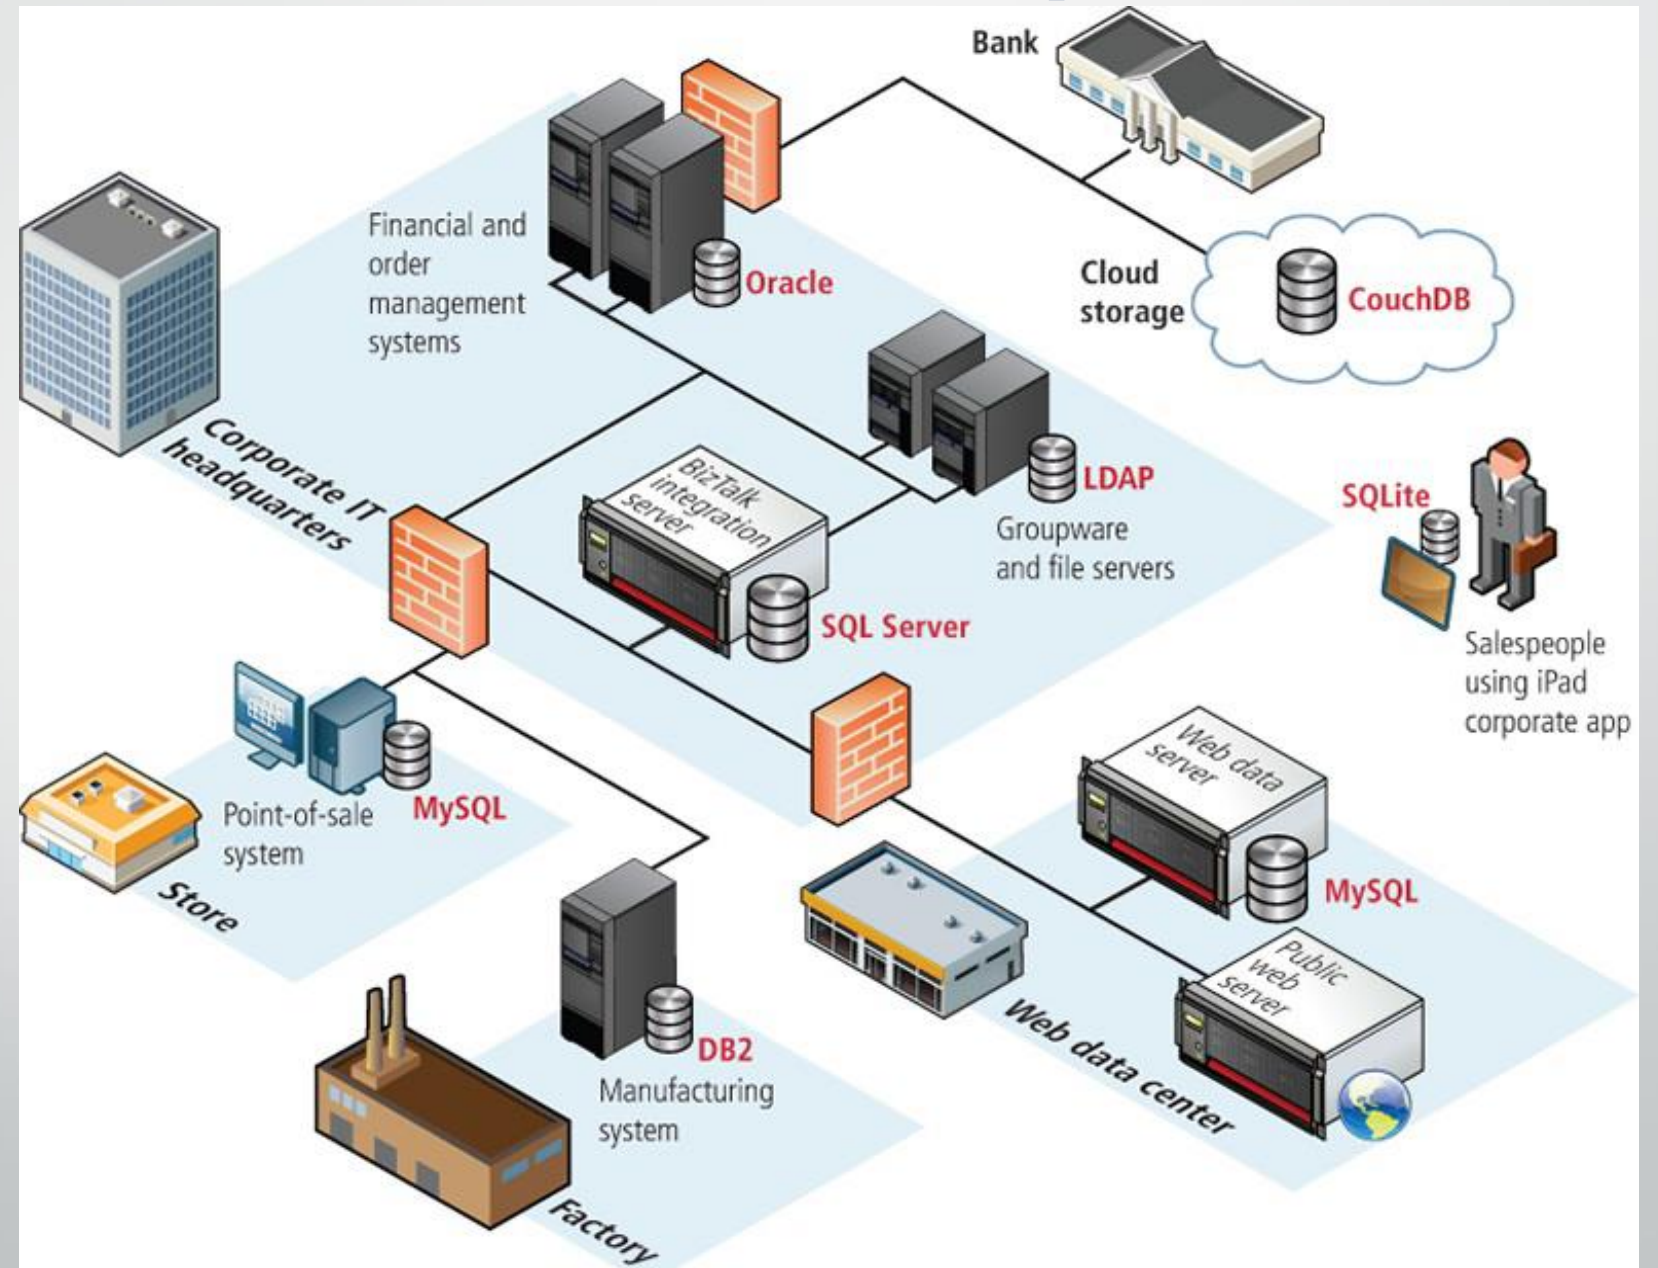 Bank
Financial and
order
management
systems
Oracle
Cloud
storage
CouchDB
Corporate IT
headquarters
BizTalk
integration
server
LDAP
Groupware
and file servers
SQLite
SQL Server
Salespeople
using iPad
corporate app
Point-of-sale
system
MySQL
Store
Web data
server
MySQL
Public
web
server
Web data center
DB2
Manufacturing
system
Factory